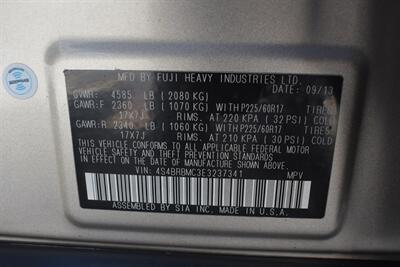 MFD BY FUJI HEAVY INDUSTRIES LTD. DATE: 09/13
GVWR: 4585 LB (2080 KG)
GAWR:F 2360 LB (1070 KG) WITH P225/60R17 TIRES
17X7J RIMS. AT 220 KPA ( 32 PSI) COLD
GAWR:R 2340 LB (1060 KG) WITH P225/60R17 TIRES
17X7J RIMS. AT 210 KPA ( 30 PSI) COLD
THIS VEHICLE CONFORMS TO ALL APPLICABLE FEDERAL MOTOR
VEHICLE SAFETY AND THEFT PREVENTION STANDARDS IN
EFFECT ON THE DATE OF MANUFACTURE SHOWN ABOVE.
VIN: 4S4BRBMC3E3237341 MPV
ASSEMBLED BY SIA INC. MADE IN U.S.A.